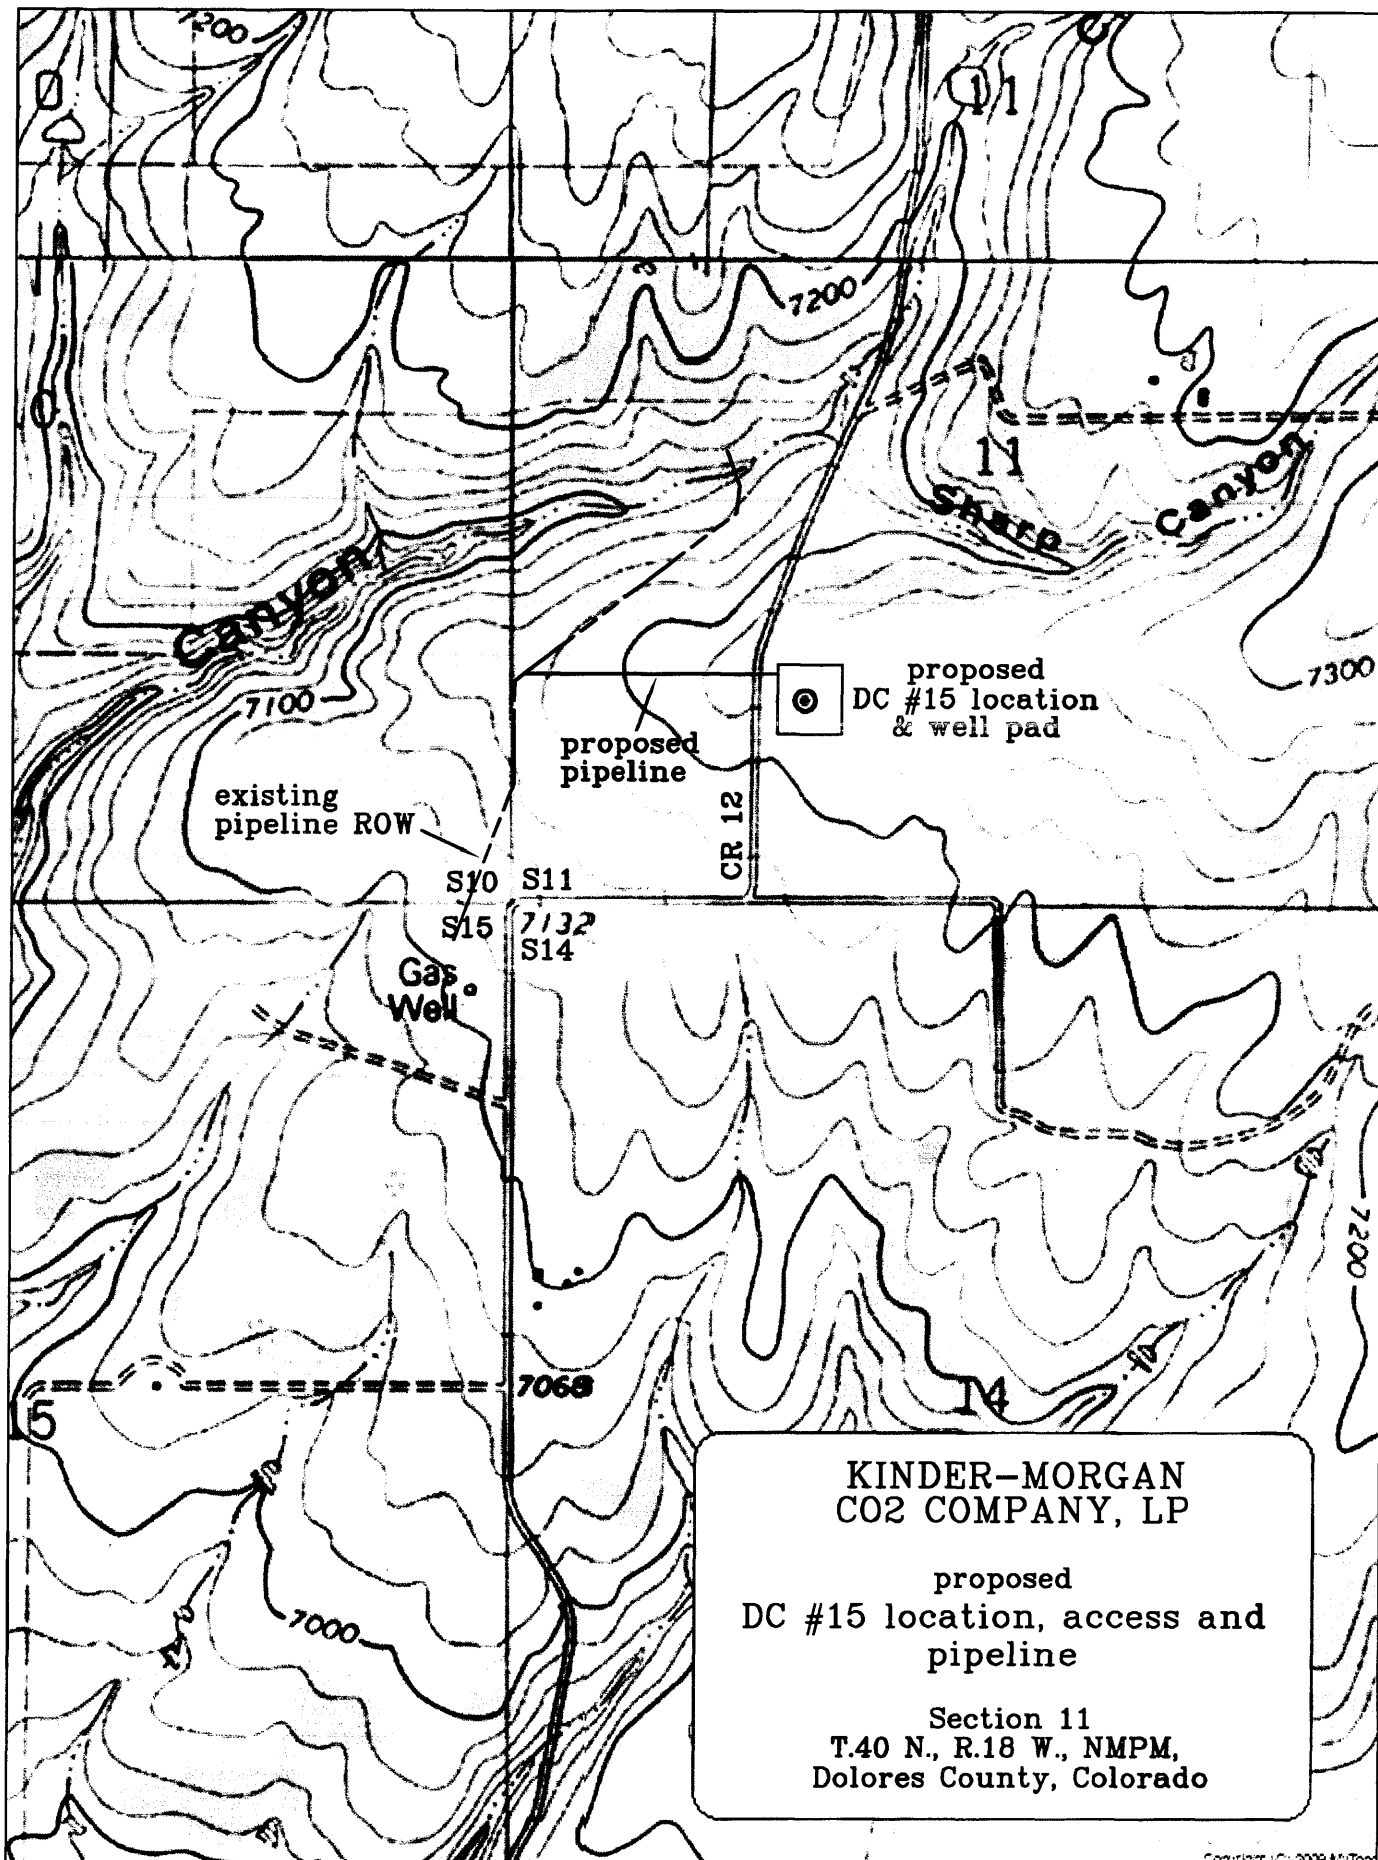 7200
11
7200
11
Sharp
Canyon
Canyon
7300
7100
proposed
DC #15 location
& well pad
proposed
pipeline
existing
pipeline ROW
CR 12
S10
S11
S15
7132
S14
Gas
Well
7200
7068
15
14
7000
KINDER-MORGAN
CO2 COMPANY, LP
proposed
DC #15 location, access and
pipeline
Section 11
T.40 N., R.18 W., NMPM,
Dolores County, Colorado